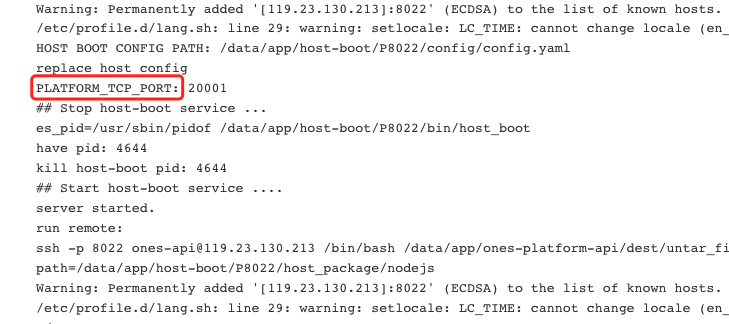 Warning: Permanently added '[119.23.130.213]:8022' (ECDSA) to the list of known hosts.
/etc/profile.d/lang.sh: line 29: warning: setlocale: LC_TIME: cannot change locale (en_
HOST BOOT CONFIG PATH: /data/app/host-boot/P8022/config/config.yaml
replace host config
PLATFORM_TCP_PORT: 20001
## Stop host-boot service ...
es_pid=/usr/sbin/pidof /data/app/host-boot/P8022/bin/host_boot
have pid: 4644
kill host-boot pid: 4644
## Start host-boot service ....
server started.
run remote:
ssh -p 8022 ones-api@119.23.130.213 /bin/bash /data/app/ones-platform-api/dest/untar_fi
path=/data/app/host-boot/P8022/host_package/nodejs
Warning: Permanently added '[119.23.130.213]:8022' (ECDSA) to the list of known hosts.
/etc/profile.d/lang.sh: line 29: warning: setlocale: LC_TIME: cannot change locale (en_